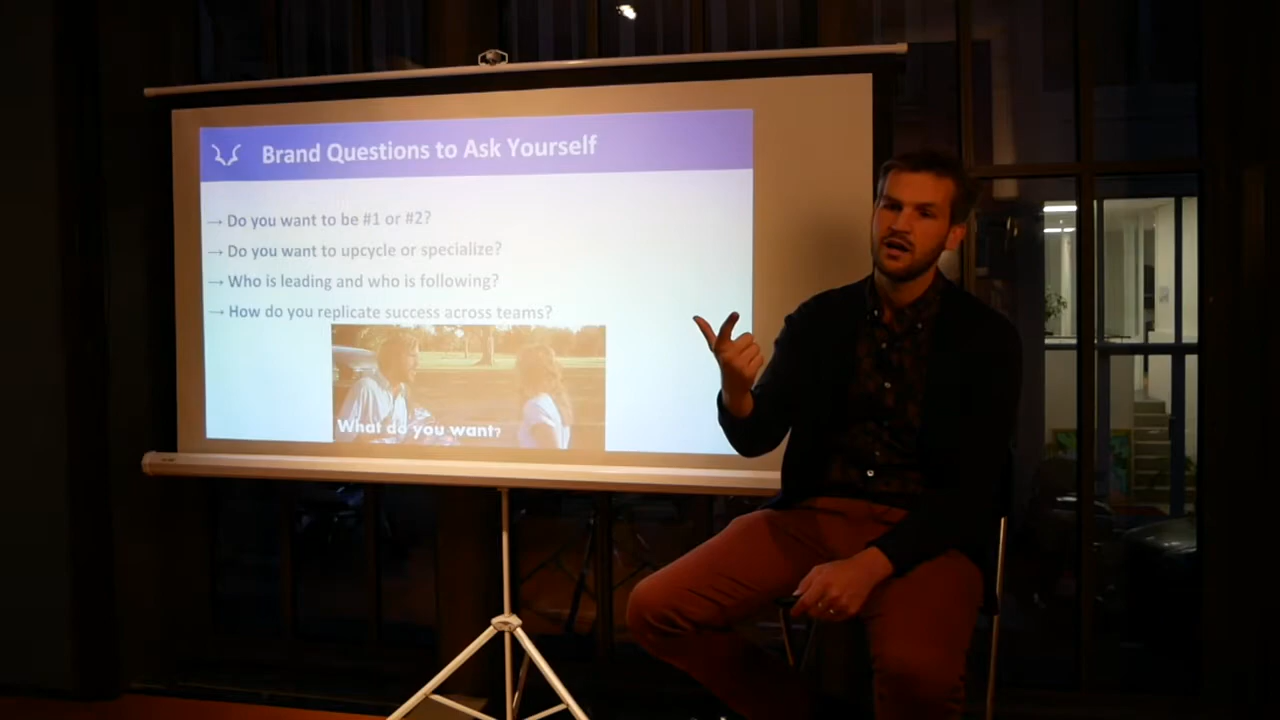 Brand Questions to Ask Yourself
→ Do you want to be #1 or #2?
→ Do you want to upcycle or specialize?
→ Who is leading and who is following?
→ How do you replicate success across teams?
What do you want?